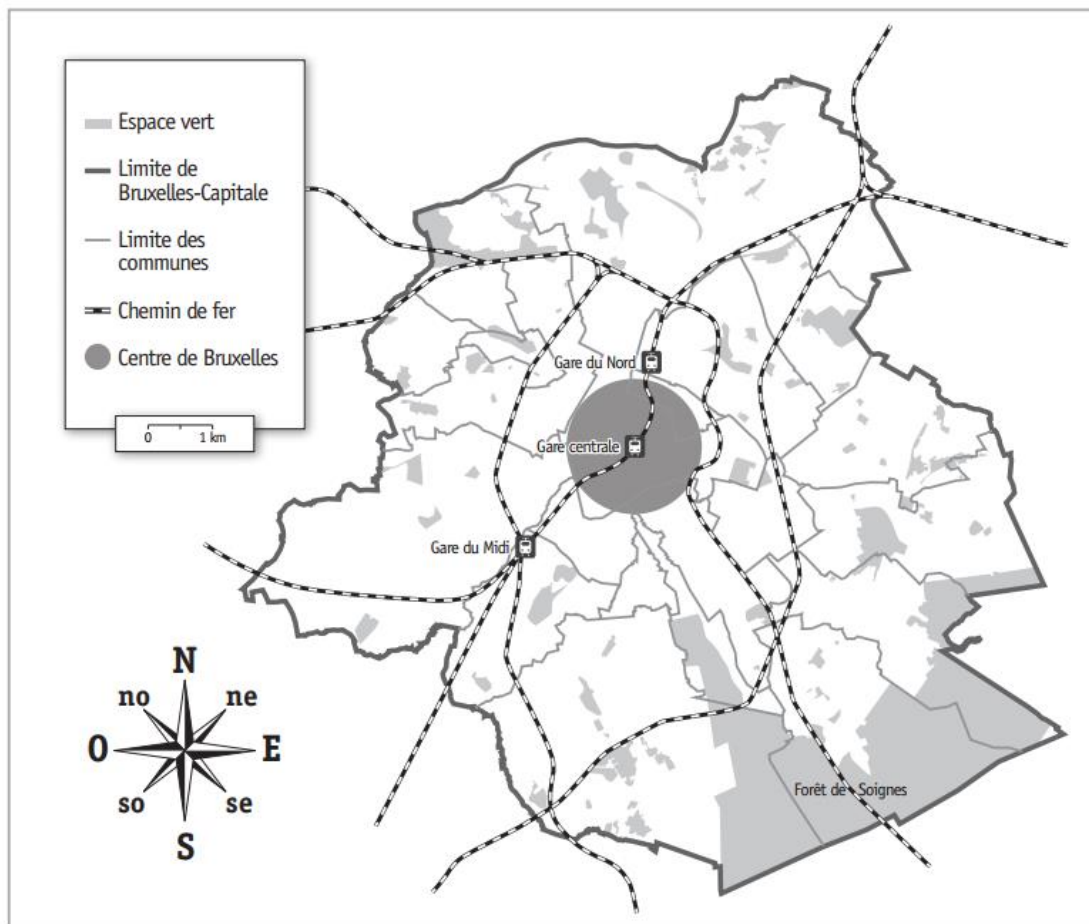 Espace vert
Limite de
Bruxelles-Capitale
Limite des
communes
Chemin de fer
Centre de Bruxelles
0 1 km
Gare du Nord
Gare centrale
Gare du Midi
Forêt de Soignes
N
no ne
O E
so se
S